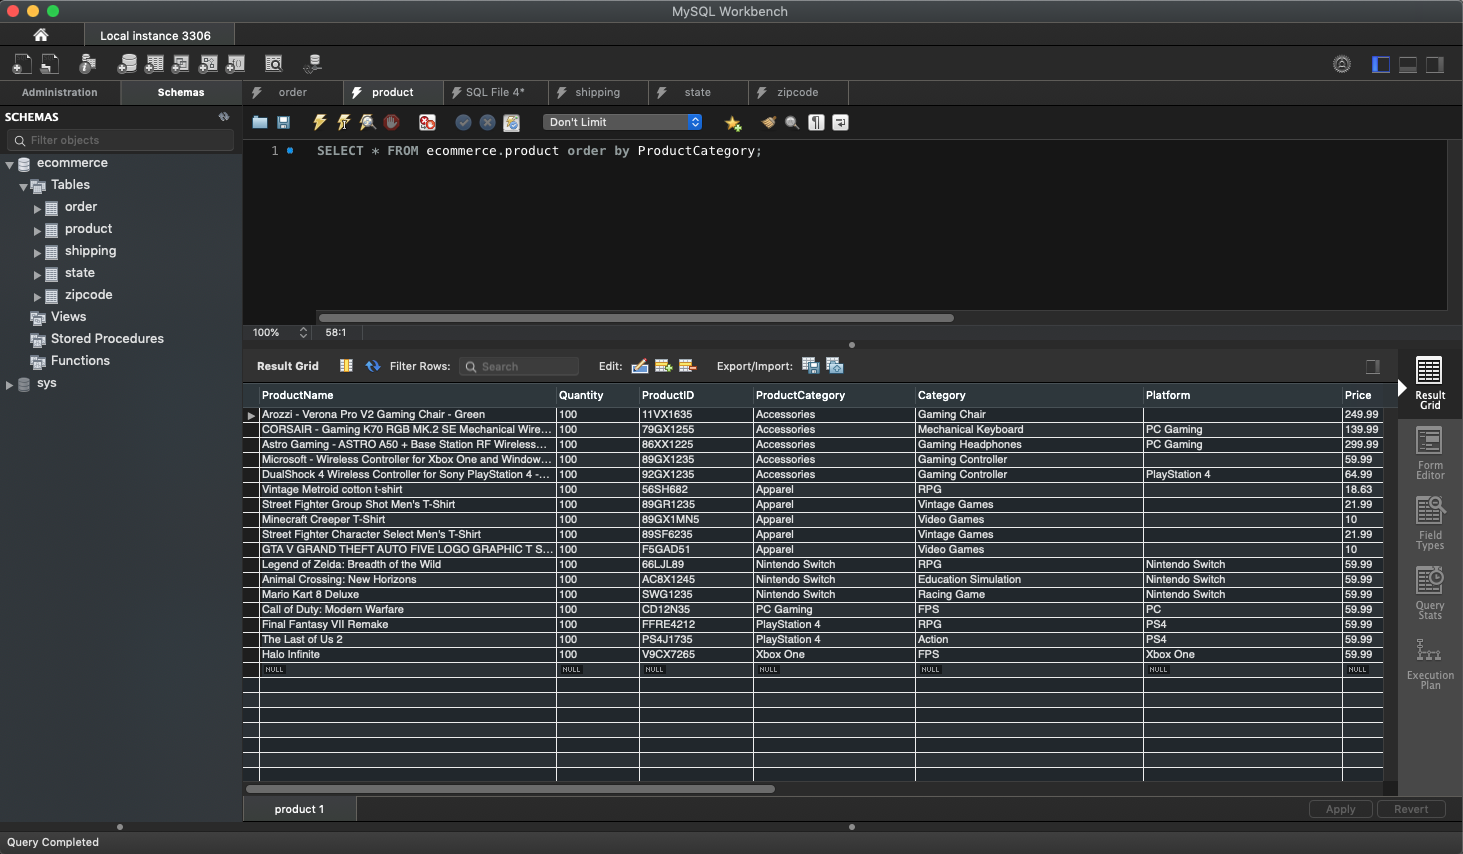 MySQL Workbench
Local instance 3306
Administration Schemas order product SQL File 4* shipping state zipcode
SCHEMAS
Filter objects
Don't Limit
1 SELECT * FROM ecommerce.product order by ProductCategory;
ecommerce
Tables
order
product
shipping
state
zipcode
Views
Stored Procedures
Functions
sys
100% 58:1
Result Grid Filter Rows: Search Edit: Export/Import:
ProductName Quantity ProductID ProductCategory Category Platform Price
Arozzi - Verona Pro V2 Gaming Chair - Green 100 11VX1635 Accessories Gaming Chair 249.99
CORSAIR - Gaming K70 RGB MK.2 SE Mechanical Wire... 100 79GX1255 Accessories Mechanical Keyboard PC Gaming 139.99
Astro Gaming - ASTRO A50 + Base Station RF Wireless... 100 86XX1225 Accessories Gaming Headphones PC Gaming 299.99
Microsoft - Wireless Controller for Xbox One and Window... 100 89GX1235 Accessories Gaming Controller 59.99
DualShock 4 Wireless Controller for Sony PlayStation 4 -... 100 92GX1235 Accessories Gaming Controller PlayStation 4 64.99
Vintage Metroid cotton t-shirt 100 56SH682 Apparel RPG 18.63
Street Fighter Group Shot Men's T-Shirt 100 89GR1235 Apparel Vintage Games 21.99
Minecraft Creeper T-Shirt 100 89GX1MN5 Apparel Video Games 10
Street Fighter Character Select Men's T-Shirt 100 89SF6235 Apparel Vintage Games 21.99
GTA V GRAND THEFT AUTO FIVE LOGO GRAPHIC T S... 100 F5GAD51 Apparel Video Games 10
Legend of Zelda: Breadth of the Wild 100 66LJL89 Nintendo Switch RPG Nintendo Switch 59.99
Animal Crossing: New Horizons 100 AC8X1245 Nintendo Switch Education Simulation Nintendo Switch 59.99
Mario Kart 8 Deluxe 100 SWG1235 Nintendo Switch Racing Game Nintendo Switch 59.99
Call of Duty: Modern Warfare 100 CD12N35 PC Gaming FPS PC 59.99
Final Fantasy VII Remake 100 FFRE4212 PlayStation 4 RPG PS4 59.99
The Last of Us 2 100 PS4J1735 PlayStation 4 Action PS4 59.99
Halo Infinite 100 V9CX7265 Xbox One FPS Xbox One 59.99
NULL NULL NULL NULL NULL NULL NULL
Result
Grid
Form
Editor
Field
Types
Query
Stats
Execution
Plan
product 1 Apply Revert
Query Completed